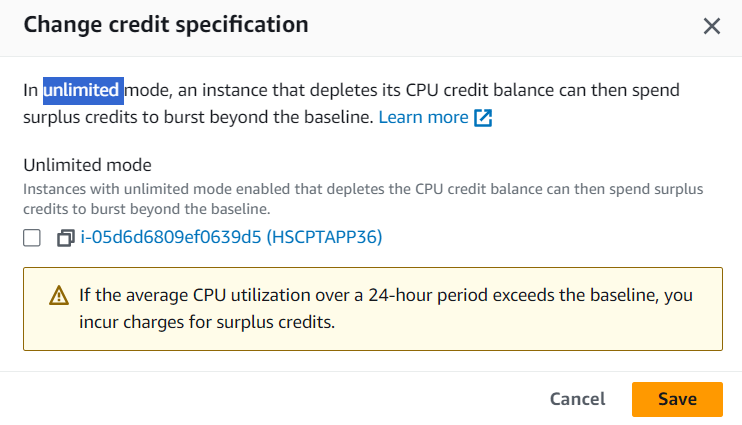 Change credit specification
In unlimited mode, an instance that depletes its CPU credit balance can then spend
surplus credits to burst beyond the baseline. Learn more
Unlimited mode
Instances with unlimited mode enabled that depletes the CPU credit balance can then spend surplus
credits to burst beyond the baseline.
i-05d6d6809ef0639d5 (HSCPTAPP36)
If the average CPU utilization over a 24-hour period exceeds the baseline, you
incur charges for surplus credits.
Cancel Save